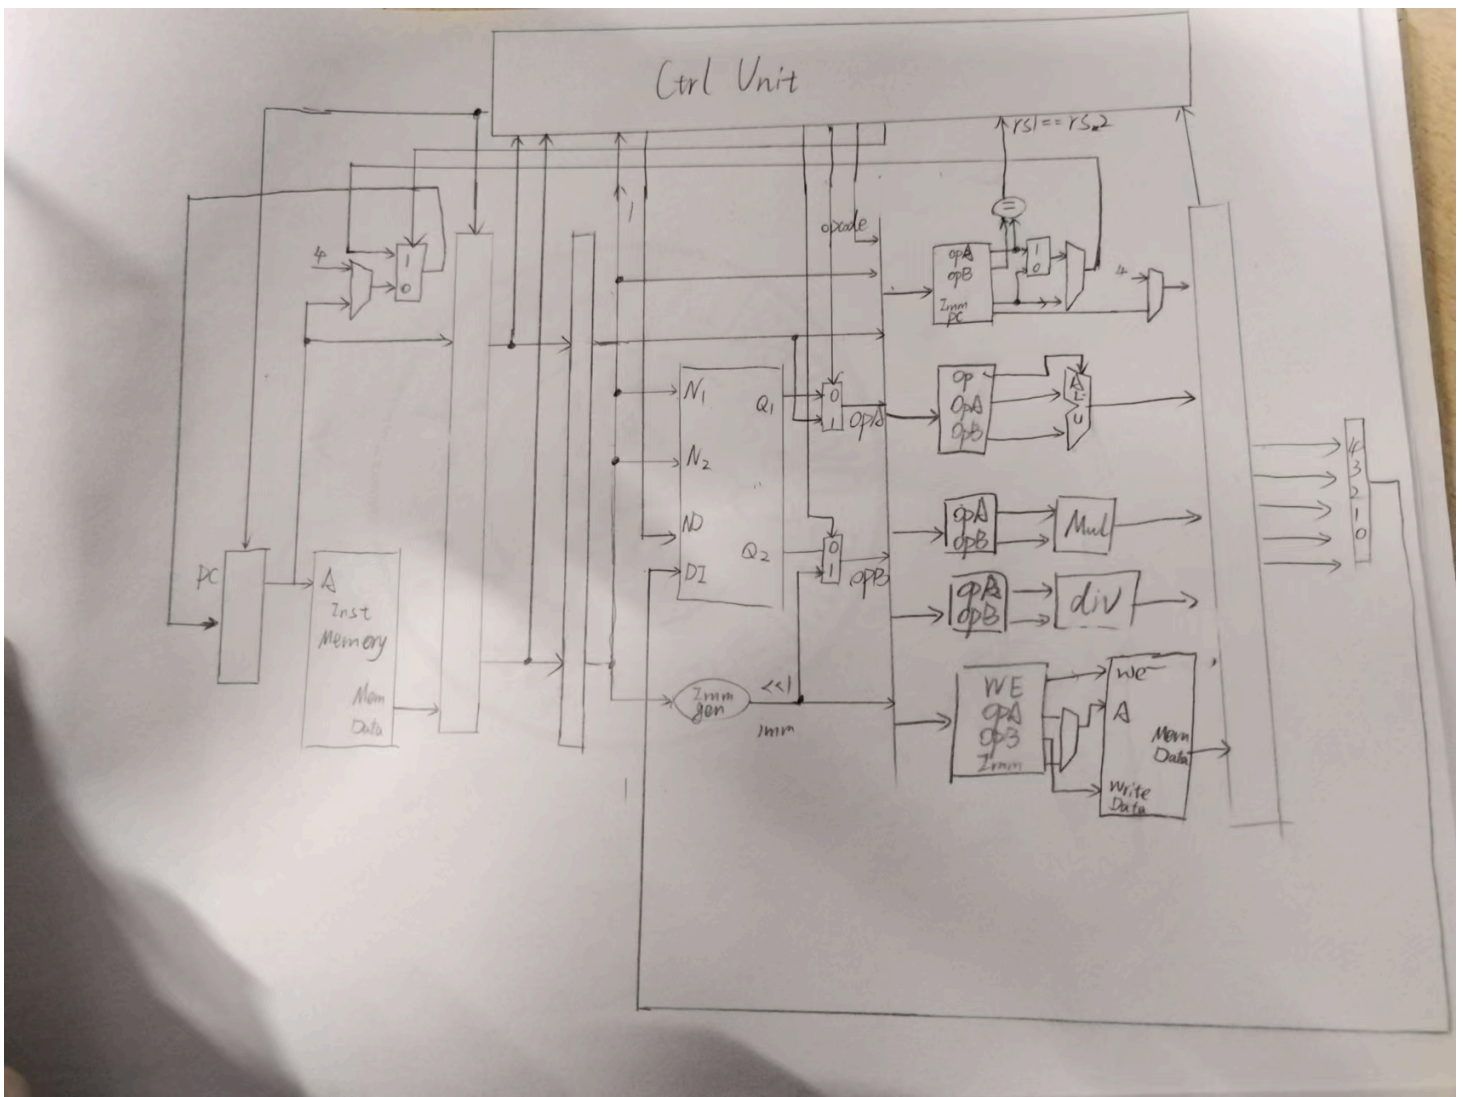 Ctrl Unit
rs1==rs2
opcode
4
1
0
PC
A
Inst
Memory
Mem
Data
N1
N2
ND
DI
Q1
Q2
0
1
OpA
0
1
OpB
Imm
gen
<<1
imm
=
opA
opB
Imm
PC
1
0
4
Op
OpA
OpB
ALU
opA
opB
Mul
opA
opB
div
WE
OpA
OpB
Imm
we
A
Mem
Data
Write
Data
4
3
2
1
0